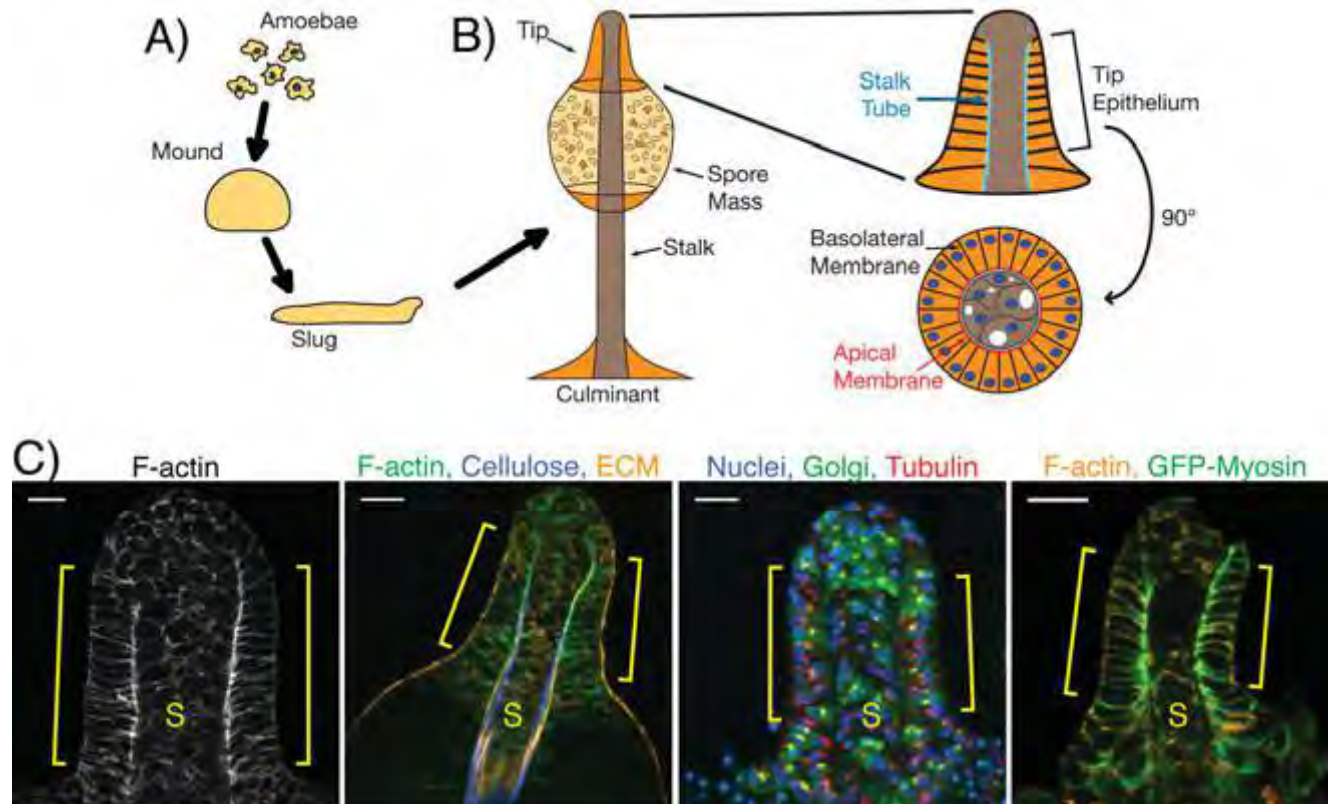 A)
Amoebae
Mound
Slug
B)
Tip
Spore
Mass
Stalk
Culminant
Stalk
Tube
Tip
Epithelium
90°
Basolateral
Membrane
Apical
Membrane
C)
F-actin
F-actin, Cellulose, ECM
Nuclei, Golgi, Tubulin
F-actin, GFP-Myosin
S
S
S
S